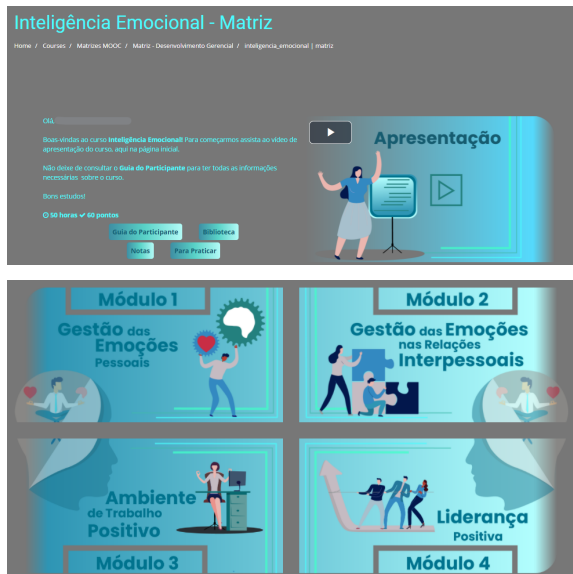 Inteligência Emocional - Matriz
Home / Courses / Matrizes MOOC / Matriz - Desenvolvimento Gerencial / inteligencia_emocional | matriz
Olá,
Boas-vindas ao curso Inteligência Emocional! Para começarmos assista ao vídeo de
apresentação do curso, aqui na página inicial.
Não deixe de consultar o Guia do Participante para ter todas as informações
necessárias sobre o curso.
Bons estudos!
50 horas 60 pontos
Guia do Participante
Biblioteca
Notas
Para Praticar
Apresentação
Módulo 1
Gestão das
Emoções
Pessoais
Módulo 2
Gestão das Emoções
nas Relações
Interpessoais
Ambiente
de Trabalho
Positivo
Módulo 3
Liderança
Positiva
Módulo 4